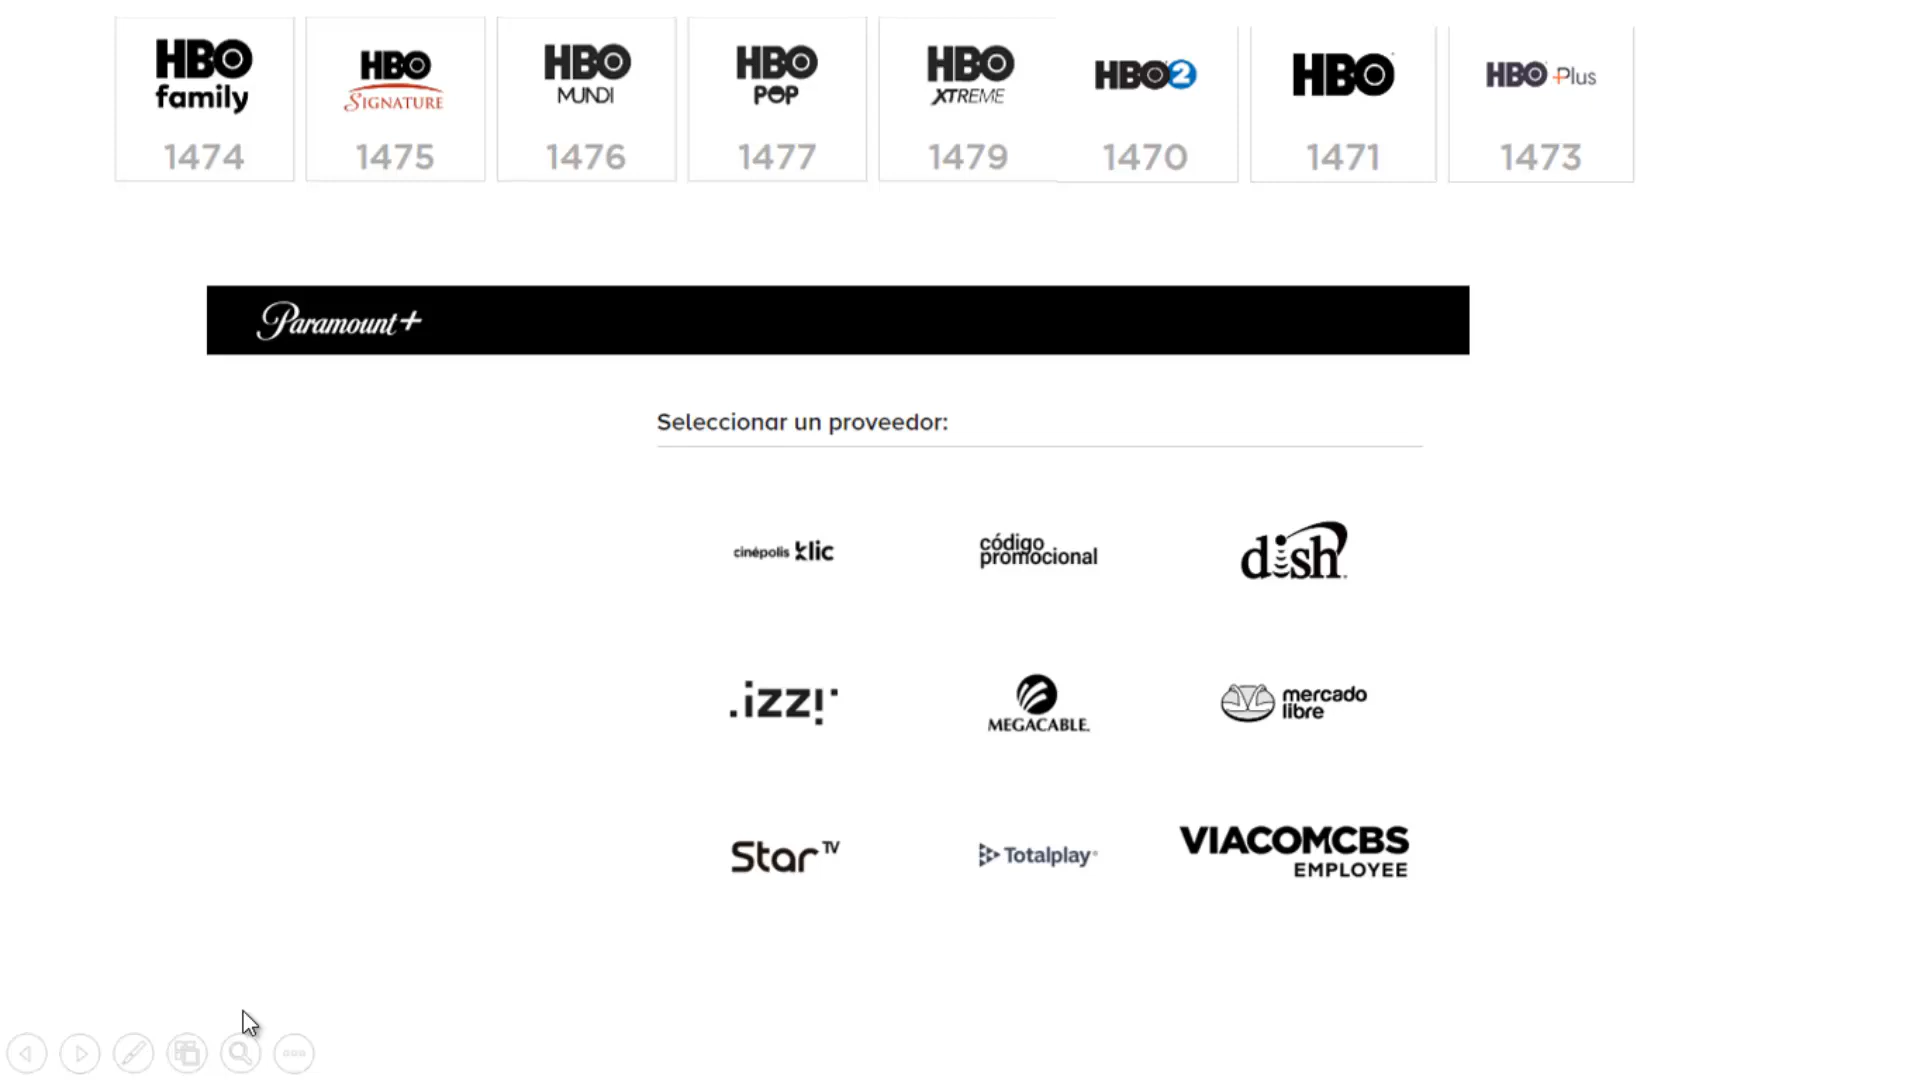 HBO
family
1474
HBO
SIGNATURE
1475
HBO
MUNDI
1476
HBO
POP
1477
HBO
XTREME
1479
HBO2
1470
HBO
1471
HBO Plus
1473
Paramount+
Seleccionar un proveedor:
cinépolis klic
código
promocional
dish
.izzi
MEGACABLE
mercado
libre
Star TV
Totalplay
VIACOMCBS
EMPLOYEE